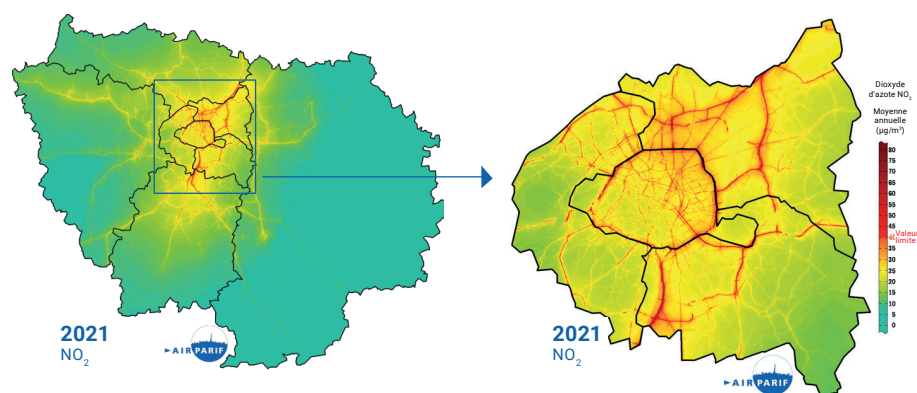 2021
NO₂
AIRPARIF
2021
NO₂
AIRPARIF
Dioxyde
d'azote NO₂
Moyenne
annuelle
(µg/m³)
80
75
70
65
60
55
50
45
40 Valeur
limite
35
30
25
20
15
10
5
0